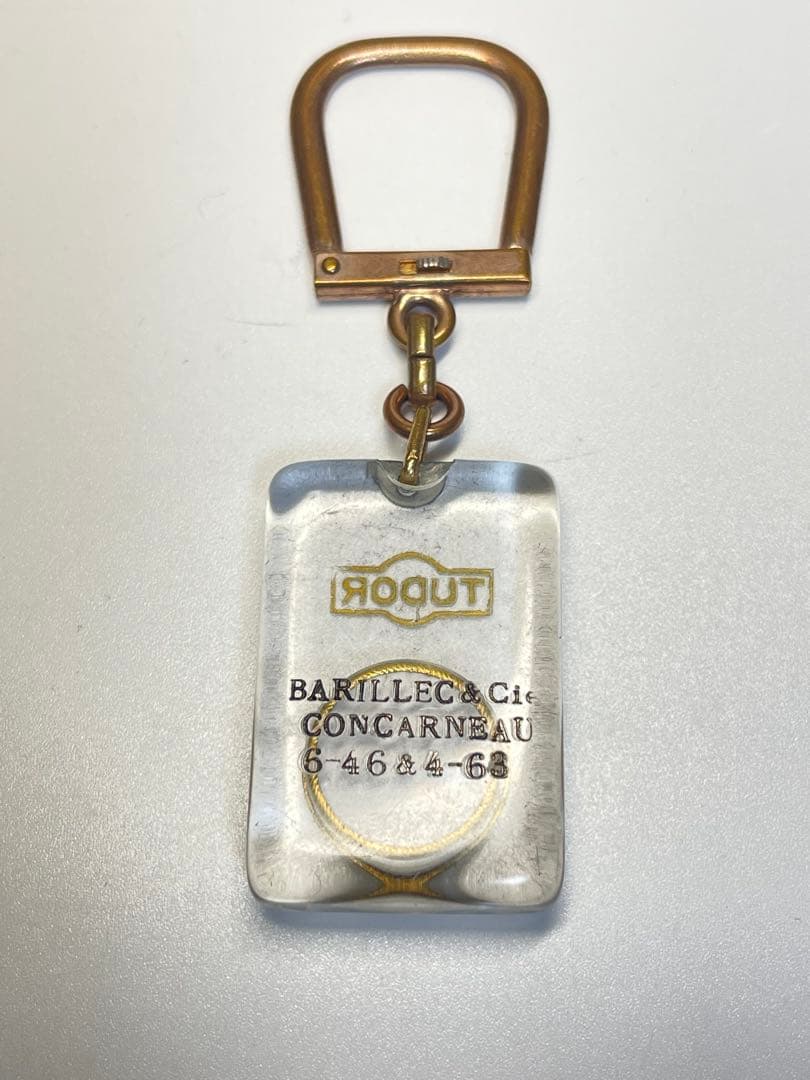 TUDOR
BARILLEC & Cie
CONCARNEAU
6-46 & 4-63